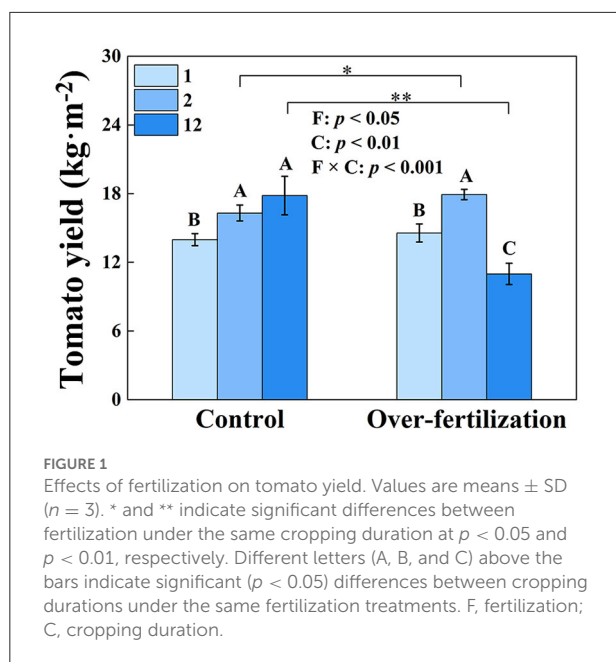 30
24
18
12
6
0
Tomato yield (kg·m⁻²)
1
2
12
*
**
F: p < 0.05
C: p < 0.01
F × C: p < 0.001
B
A
A
B
A
C
Control
Over-fertilization
FIGURE 1
Effects of fertilization on tomato yield. Values are means ± SD
(n = 3). * and ** indicate significant differences between
fertilization under the same cropping duration at p < 0.05 and
p < 0.01, respectively. Different letters (A, B, and C) above the
bars indicate significant (p < 0.05) differences between cropping
durations under the same fertilization treatments. F, fertilization;
C, cropping duration.